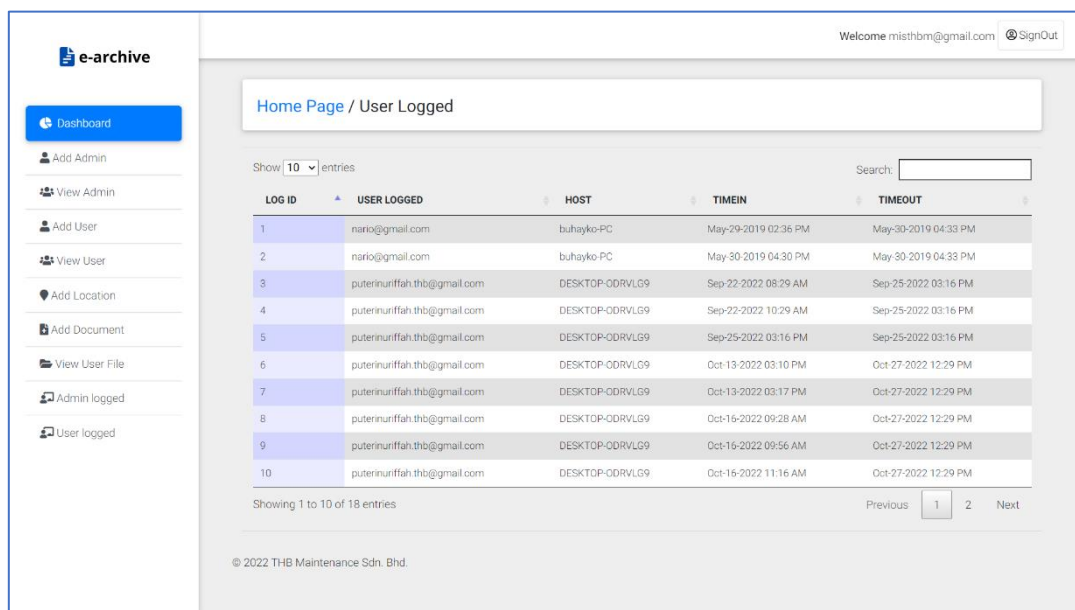 e-archive
Welcome misthbm@gmail.com SignOut
Dashboard
Add Admin
View Admin
Add User
View User
Add Location
Add Document
View User File
Admin logged
User logged
Home Page / User Logged
Show 10 entries Search:
LOG ID USER LOGGED HOST TIMEIN TIMEOUT
1 nario@gmail.com buhayko-PC May-29-2019 02:36 PM May-30-2019 04:33 PM
2 nario@gmail.com buhayko-PC May-30-2019 04:30 PM May-30-2019 04:33 PM
3 puterinuriffah.thb@gmail.com DESKTOP-ODRVLG9 Sep-22-2022 08:29 AM Sep-25-2022 03:16 PM
4 puterinuriffah.thb@gmail.com DESKTOP-ODRVLG9 Sep-22-2022 10:29 AM Sep-25-2022 03:16 PM
5 puterinuriffah.thb@gmail.com DESKTOP-ODRVLG9 Sep-25-2022 03:16 PM Sep-25-2022 03:16 PM
6 puterinuriffah.thb@gmail.com DESKTOP-ODRVLG9 Oct-13-2022 03:10 PM Oct-27-2022 12:29 PM
7 puterinuriffah.thb@gmail.com DESKTOP-ODRVLG9 Oct-13-2022 03:17 PM Oct-27-2022 12:29 PM
8 puterinuriffah.thb@gmail.com DESKTOP-ODRVLG9 Oct-16-2022 09:28 AM Oct-27-2022 12:29 PM
9 puterinuriffah.thb@gmail.com DESKTOP-ODRVLG9 Oct-16-2022 09:56 AM Oct-27-2022 12:29 PM
10 puterinuriffah.thb@gmail.com DESKTOP-ODRVLG9 Oct-16-2022 11:16 AM Oct-27-2022 12:29 PM
Showing 1 to 10 of 18 entries Previous 1 2 Next
© 2022 THB Maintenance Sdn. Bhd.